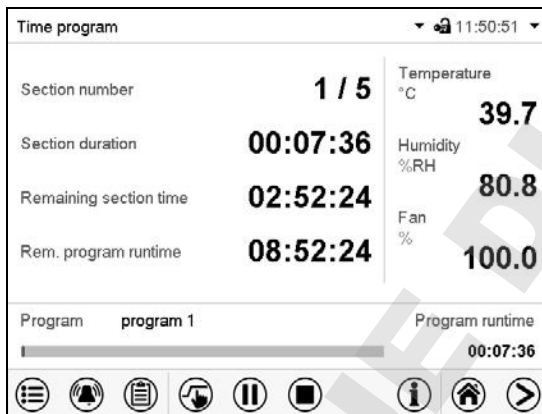 Time program 11:50:51
Section number 1 / 5
Section duration 00:07:36
Remaining section time 02:52:24
Rem. program runtime 08:52:24
Temperature
°C
39.7
Humidity
%RH
80.8
Fan
%
100.0
Program program 1 Program runtime
00:07:36